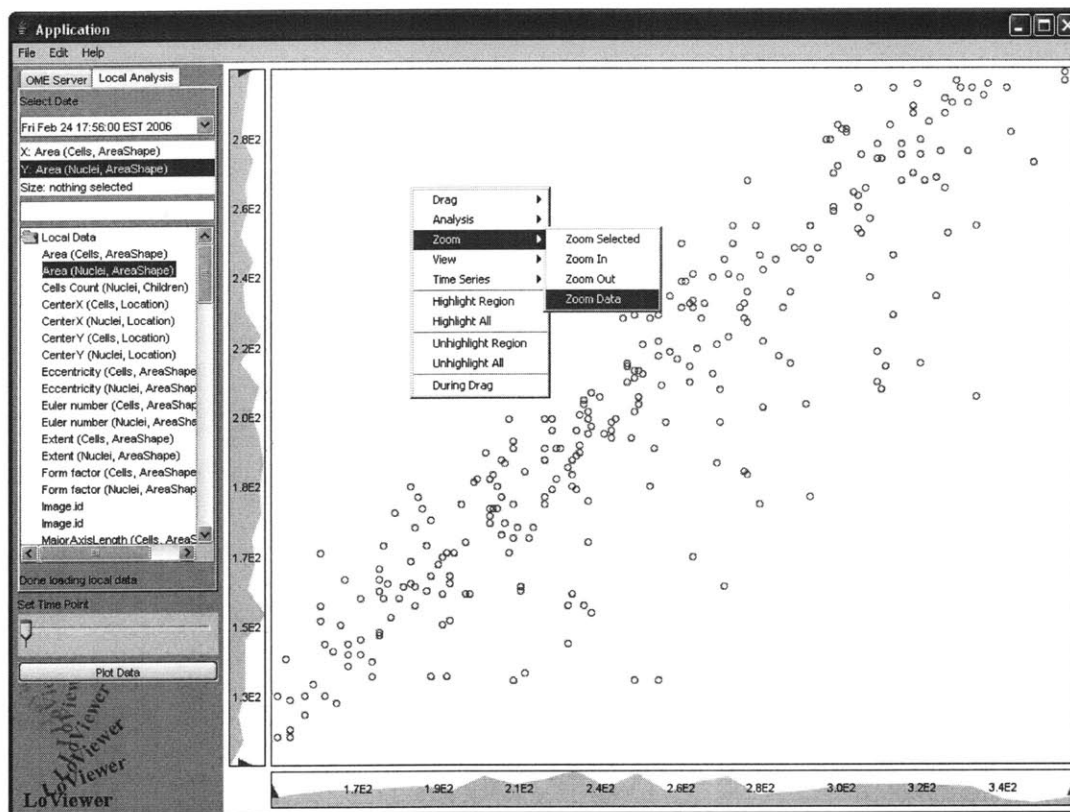 Application
File Edit Help
OME Server Local Analysis
Select Date
Fri Feb 24 17:56:00 EST 2006
X: Area (Cells, AreaShape)
Y: Area (Nuclei, AreaShape)
Size: nothing selected
Local Data
Area (Cells, AreaShape)
Area (Nuclei, AreaShape)
Cells Count (Nuclei, Children)
CenterX (Cells, Location)
CenterX (Nuclei, Location)
CenterY (Cells, Location)
CenterY (Nuclei, Location)
Eccentricity (Cells, AreaShape
Eccentricity (Nuclei, AreaShap
Euler number (Cells, AreaShap
Euler number (Nuclei, AreaSha
Extent (Cells, AreaShape)
Extent (Nuclei, AreaShape)
Form factor (Cells, AreaShape
Form factor (Nuclei, AreaShap
Image.id
Image.id
MajorAxisLength (Cells, AreaS
Done loading local data
Set Time Point
Plot Data
LoViewer
LoViewer
LoViewer
LoViewer
2.8E2
2.6E2
2.4E2
2.2E2
2.0E2
1.8E2
1.7E2
1.5E2
1.3E2
Drag
Analysis
Zoom
View
Time Series
Highlight Region
Highlight All
Unhighlight Region
Unhighlight All
During Drag
Zoom Selected
Zoom In
Zoom Out
Zoom Data
1.7E2 1.9E2 2.1E2 2.2E2 2.4E2 2.6E2 2.8E2 3.0E2 3.2E2 3.4E2